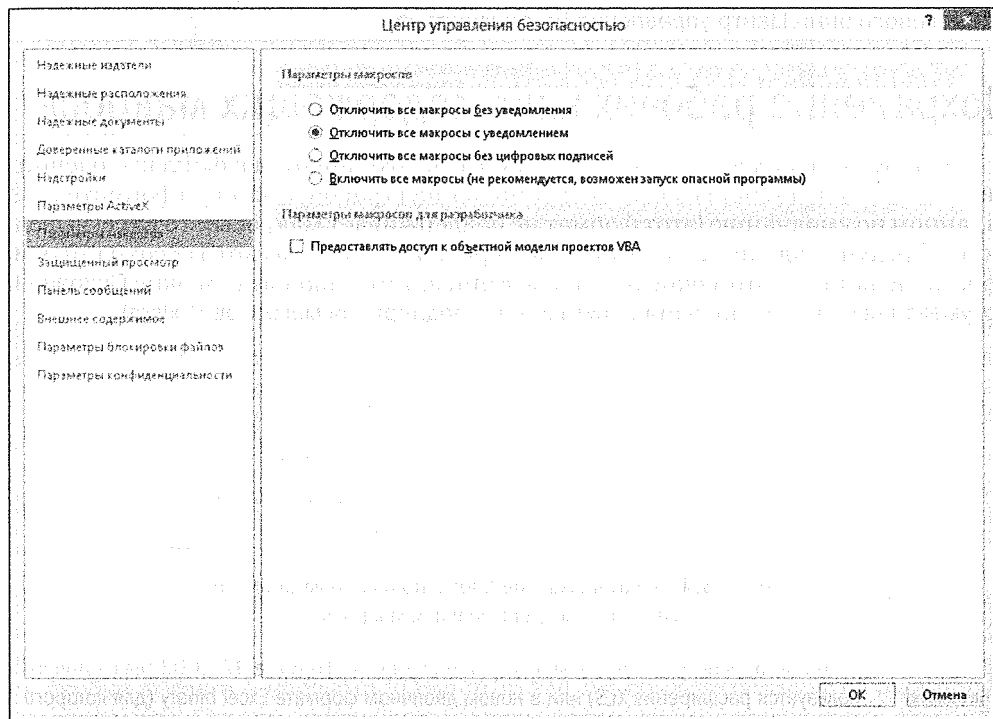 Центр управления безопасностью
?
Надежные издатели
Надежные расположения
Надежные документы
Доверенные каталоги приложений
Надстройки
Параметры ActiveX
Параметры макросов
Защищенный просмотр
Панель сообщений
Внешнее содержимое
Параметры блокировки файлов
Параметры конфиденциальности
Параметры макросов
Отключить все макросы без уведомления
Отключить все макросы с уведомлением
Отключить все макросы без цифровых подписей
Включить все макросы (не рекомендуется, возможен запуск опасной программы)
Параметры макросов для разработчика
Предоставлять доступ к объектной модели проектов VBA
ОК
Отмена